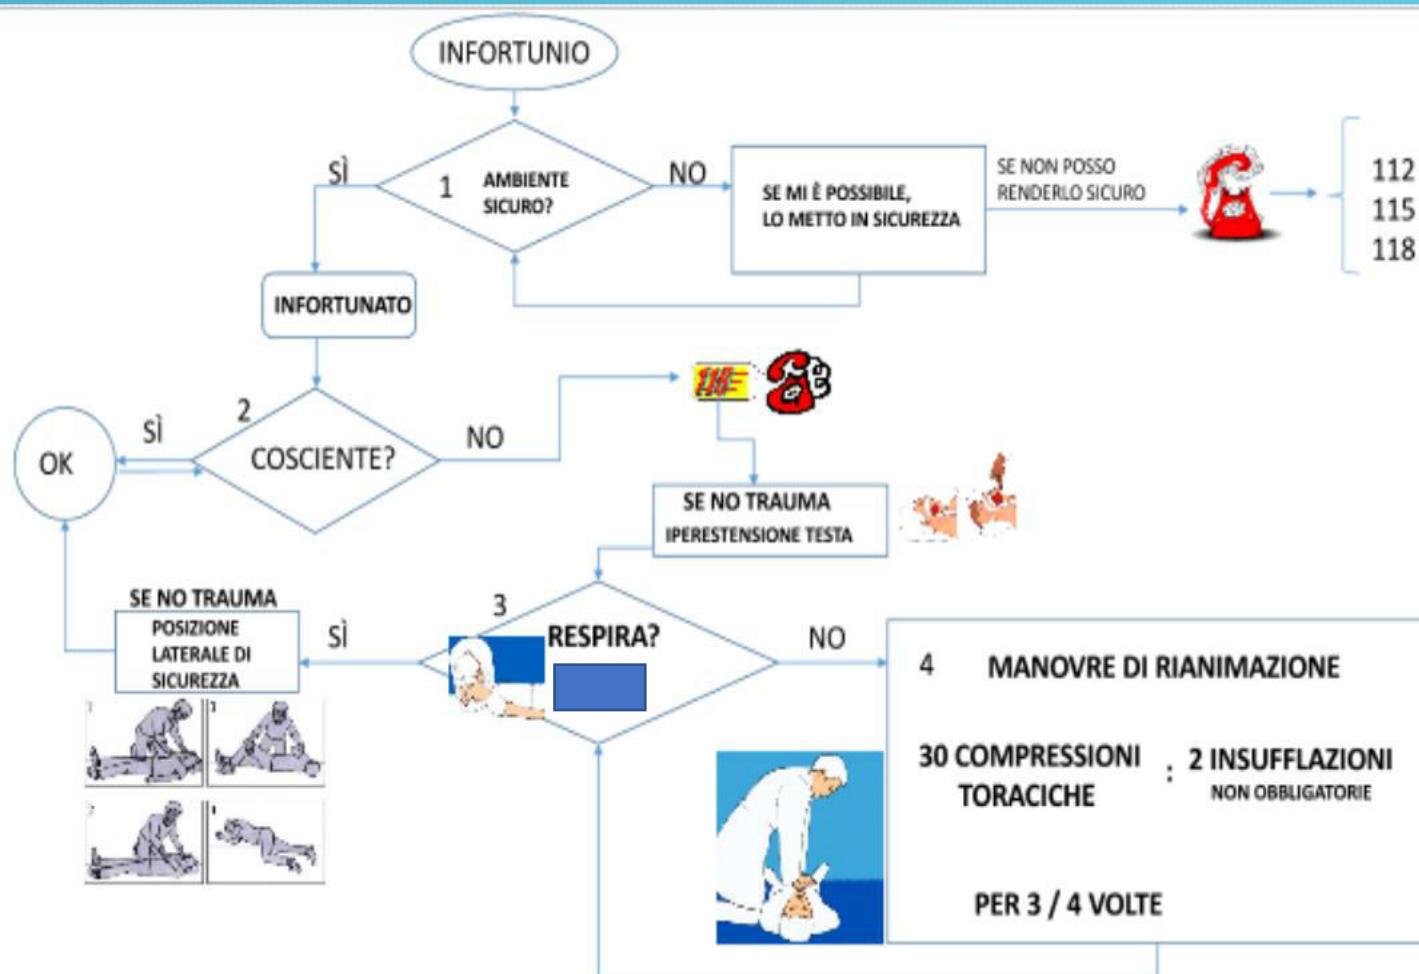 INFORTUNIO
SÌ
1
AMBIENTE
SICURO?
NO
SE MI È POSSIBILE,
LO METTO IN SICUREZZA
SE NON POSSO
RENDERLO SICURO
112
115
118
INFORTUNATO
2
COSCIENTE?
SÌ
OK
NO
118
SE NO TRAUMA
IPERESTENSIONE TESTA
3
RESPIRA?
SÌ
SE NO TRAUMA
POSIZIONE
LATERALE DI
SICUREZZA
NO
4 MANOVRE DI RIANIMAZIONE
30 COMPRESSIONI
TORACICHE
:
2 INSUFFLAZIONI
NON OBBLIGATORIE
PER 3 / 4 VOLTE